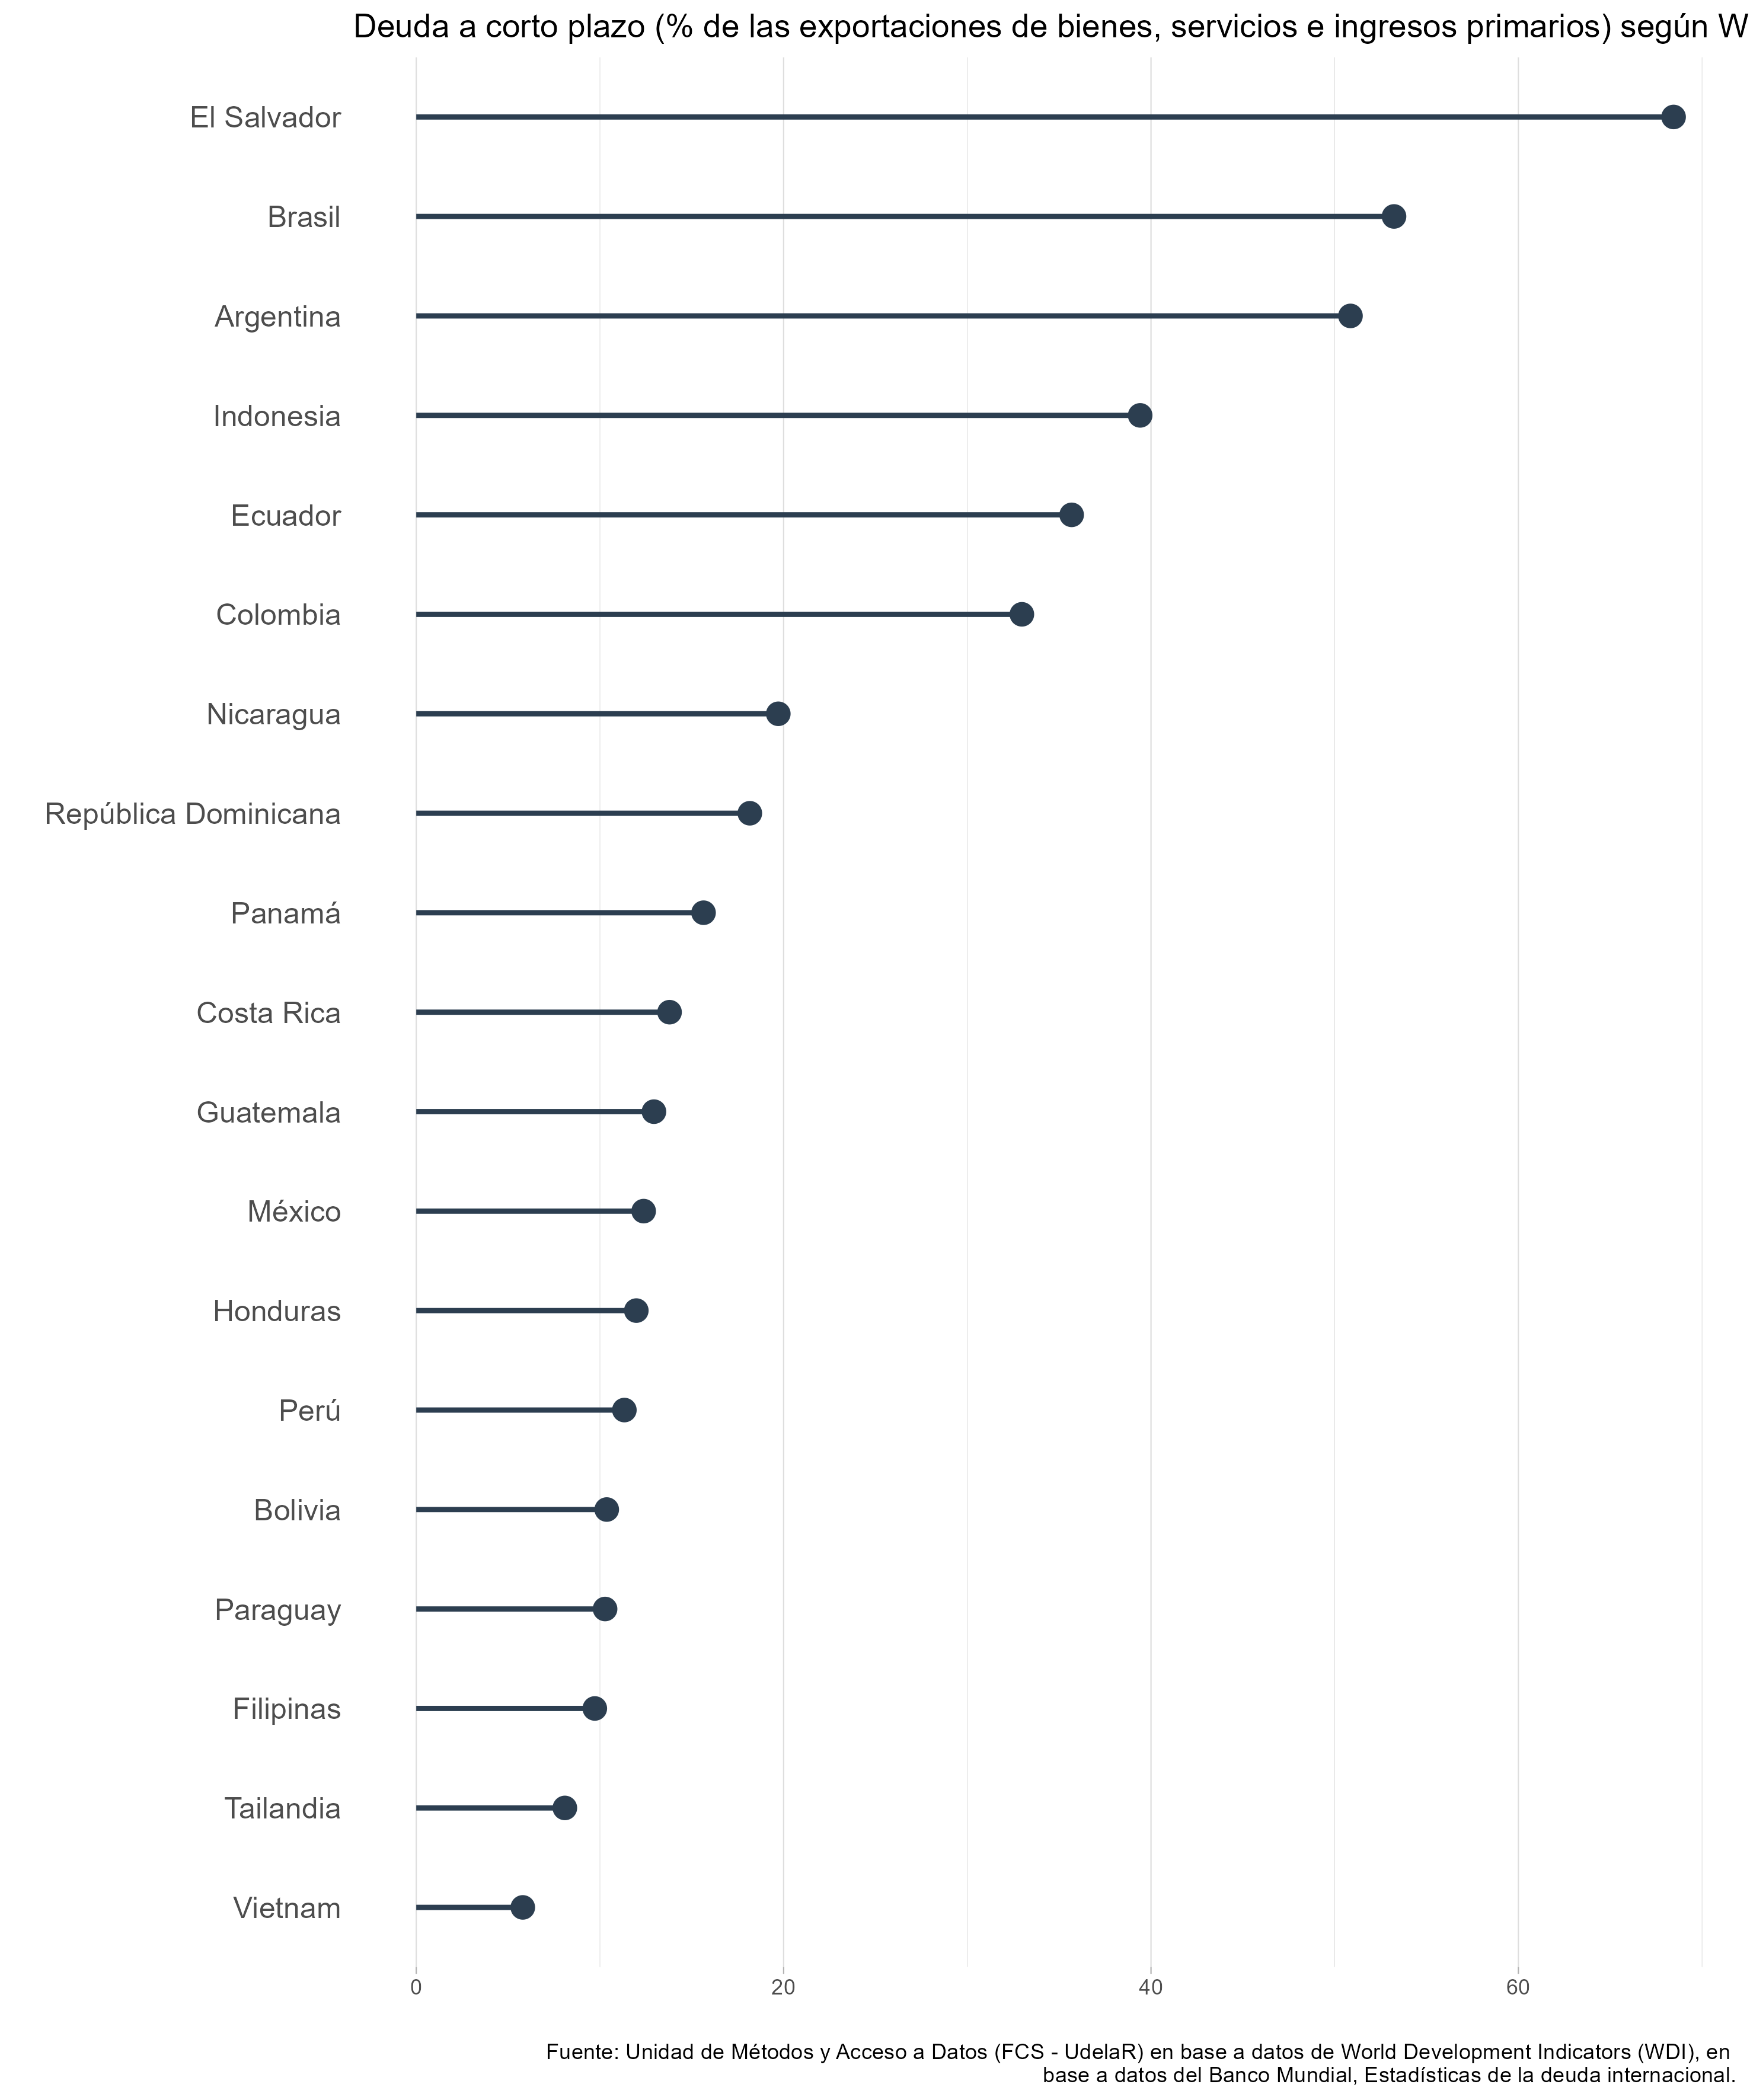 Deuda a corto plazo (% de las exportaciones de bienes, servicios e ingresos primarios) según W
El Salvador
Brasil
Argentina
Indonesia
Ecuador
Colombia
Nicaragua
República Dominicana
Panamá
Costa Rica
Guatemala
México
Honduras
Perú
Bolivia
Paraguay
Filipinas
Tailandia
Vietnam
0 20 40 60
Fuente: Unidad de Métodos y Acceso a Datos (FCS - UdelaR) en base a datos de World Development Indicators (WDI), en
base a datos del Banco Mundial, Estadísticas de la deuda internacional.